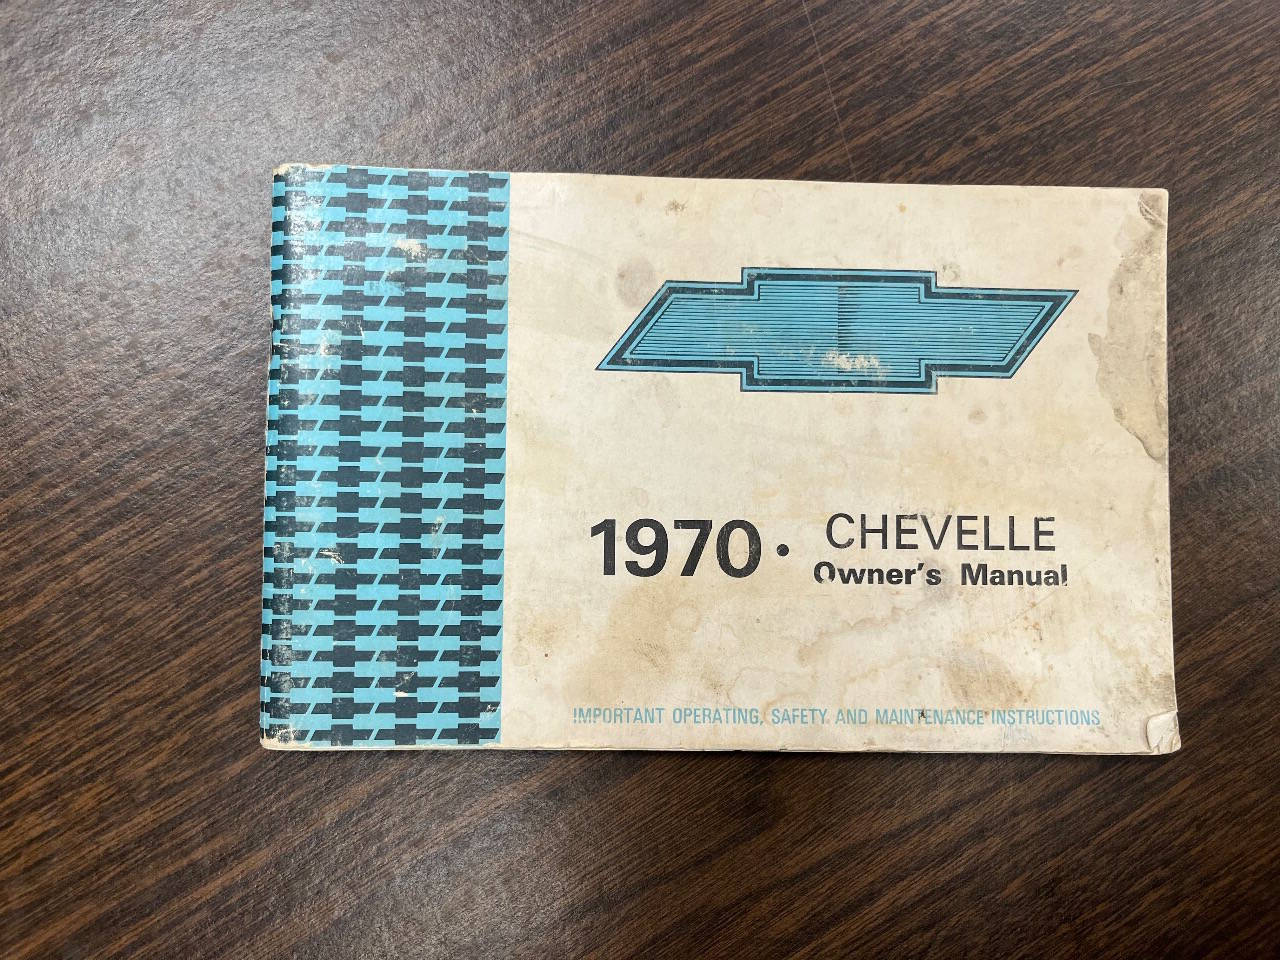 1970 • CHEVELLE
Owner's Manual
IMPORTANT OPERATING, SAFETY AND MAINTENANCE INSTRUCTIONS